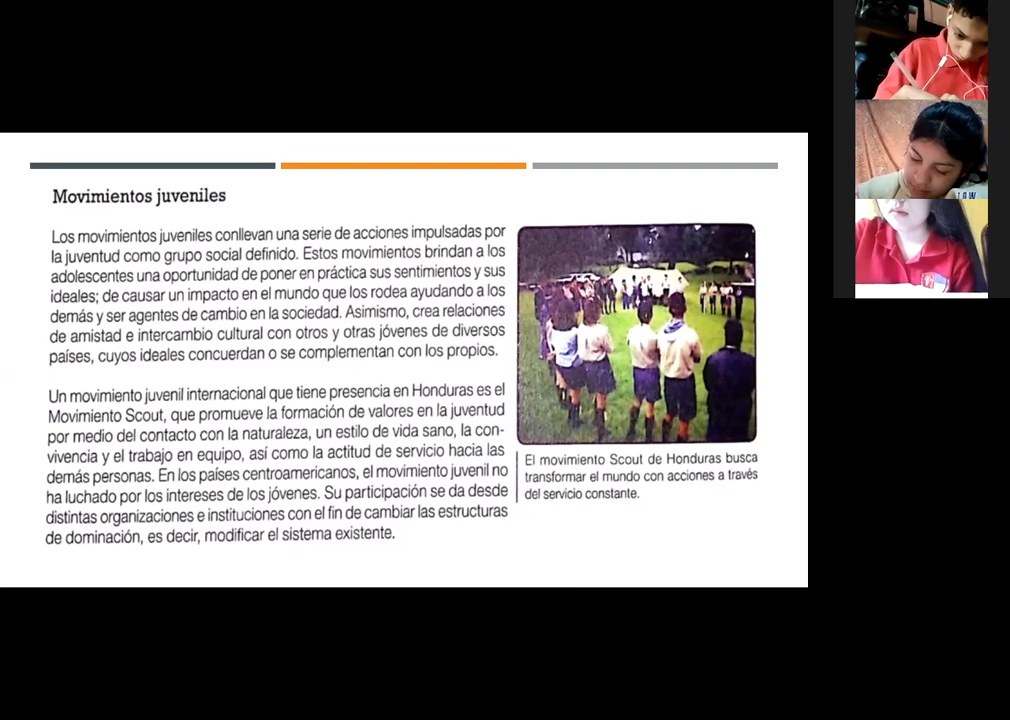 Movimientos juveniles
Los movimientos juveniles conllevan una serie de acciones impulsadas por
la juventud como grupo social definido. Estos movimientos brindan a los
adolescentes una oportunidad de poner en práctica sus sentimientos y sus
ideales; de causar un impacto en el mundo que los rodea ayudando a los
demás y ser agentes de cambio en la sociedad. Asimismo, crea relaciones
de amistad e intercambio cultural con otros y otras jóvenes de diversos
países, cuyos ideales concuerdan o se complementan con los propios.
Un movimiento juvenil internacional que tiene presencia en Honduras es el
Movimiento Scout, que promueve la formación de valores en la juventud
por medio del contacto con la naturaleza, un estilo de vida sano, la con-
vivencia y el trabajo en equipo, así como la actitud de servicio hacia las
demás personas. En los países centroamericanos, el movimiento juvenil no
ha luchado por los intereses de los jóvenes. Su participación se da desde
distintas organizaciones e instituciones con el fin de cambiar las estructuras
de dominación, es decir, modificar el sistema existente.
El movimiento Scout de Honduras busca
transformar el mundo con acciones a través
del servicio constante.